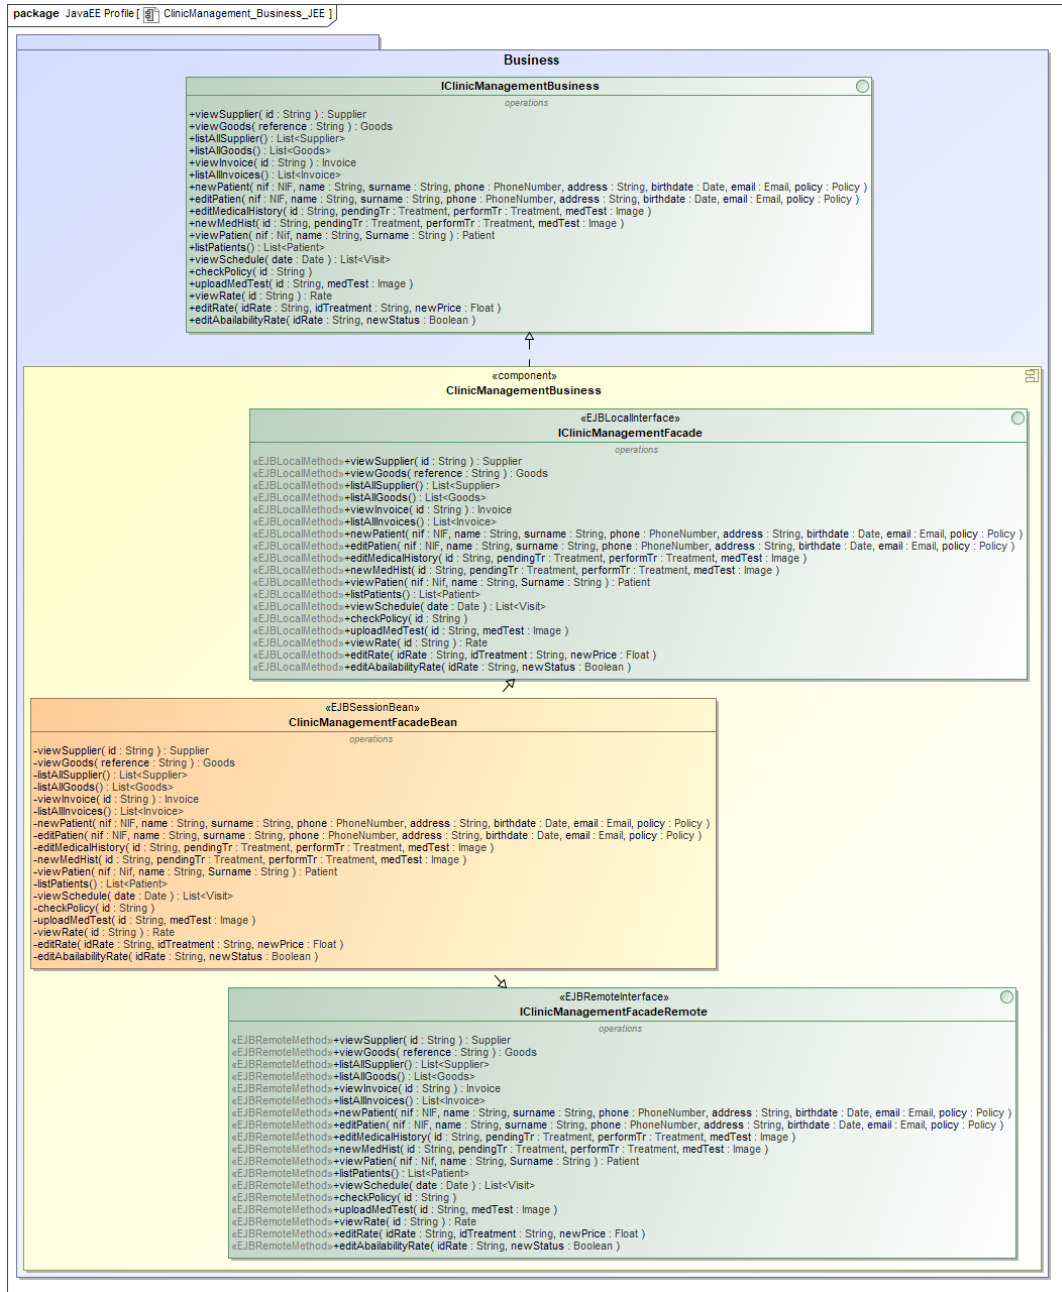 package JavaEE Profile [ ClinicManagement_Business_JEE ]
Business
IClinicManagementBusiness
operations
+viewSupplier( id : String ) : Supplier
+viewGoods( reference : String ) : Goods
+listAllSupplier() : List<Supplier>
+listAllGoods() : List<Goods>
+viewInvoice( id : String ) : Invoice
+listAllInvoices() : List<Invoice>
+newPatient( nif : NIF, name : String, surname : String, phone : PhoneNumber, address : String, birthdate : Date, email : Email, policy : Policy )
+editPatien( nif : NIF, name : String, surname : String, phone : PhoneNumber, address : String, birthdate : Date, email : Email, policy : Policy )
+editMedicalHistory( id : String, pendingTr : Treatment, performTr : Treatment, medTest : Image )
+newMedHist( id : String, pendingTr : Treatment, performTr : Treatment, medTest : Image )
+viewPatien( nif : Nif, name : String, Surname : String ) : Patient
+listPatients() : List<Patient>
+viewSchedule( date : Date ) : List<Visit>
+checkPolicy( id : String )
+uploadMedTest( id : String, medTest : Image )
+viewRate( id : String ) : Rate
+editRate( idRate : String, idTreatment : String, newPrice : Float )
+editAbailabilityRate( idRate : String, newStatus : Boolean )
«component»
ClinicManagementBusiness
«EJBLocalInterface»
IClinicManagementFacade
operations
«EJBLocalMethod»+viewSupplier( id : String ) : Supplier
«EJBLocalMethod»+viewGoods( reference : String ) : Goods
«EJBLocalMethod»+listAllSupplier() : List<Supplier>
«EJBLocalMethod»+listAllGoods() : List<Goods>
«EJBLocalMethod»+viewInvoice( id : String ) : Invoice
«EJBLocalMethod»+listAllInvoices() : List<Invoice>
«EJBLocalMethod»+newPatient( nif : NIF, name : String, surname : String, phone : PhoneNumber, address : String, birthdate : Date, email : Email, policy : Policy )
«EJBLocalMethod»+editPatien( nif : NIF, name : String, surname : String, phone : PhoneNumber, address : String, birthdate : Date, email : Email, policy : Policy )
«EJBLocalMethod»+editMedicalHistory( id : String, pendingTr : Treatment, performTr : Treatment, medTest : Image )
«EJBLocalMethod»+newMedHist( id : String, pendingTr : Treatment, performTr : Treatment, medTest : Image )
«EJBLocalMethod»+viewPatien( nif : Nif, name : String, Surname : String ) : Patient
«EJBLocalMethod»+listPatients() : List<Patient>
«EJBLocalMethod»+viewSchedule( date : Date ) : List<Visit>
«EJBLocalMethod»+checkPolicy( id : String )
«EJBLocalMethod»+uploadMedTest( id : String, medTest : Image )
«EJBLocalMethod»+viewRate( id : String ) : Rate
«EJBLocalMethod»+editRate( idRate : String, idTreatment : String, newPrice : Float )
«EJBLocalMethod»+editAbailabilityRate( idRate : String, newStatus : Boolean )
«EJBSessionBean»
ClinicManagementFacadeBean
operations
-viewSupplier( id : String ) : Supplier
-viewGoods( reference : String ) : Goods
-listAllSupplier() : List<Supplier>
-listAllGoods() : List<Goods>
-viewInvoice( id : String ) : Invoice
-listAllInvoices() : List<Invoice>
-newPatient( nif : NIF, name : String, surname : String, phone : PhoneNumber, address : String, birthdate : Date, email : Email, policy : Policy )
-editPatien( nif : NIF, name : String, surname : String, phone : PhoneNumber, address : String, birthdate : Date, email : Email, policy : Policy )
-editMedicalHistory( id : String, pendingTr : Treatment, performTr : Treatment, medTest : Image )
-newMedHist( id : String, pendingTr : Treatment, performTr : Treatment, medTest : Image )
-viewPatien( nif : Nif, name : String, Surname : String ) : Patient
-listPatients() : List<Patient>
-viewSchedule( date : Date ) : List<Visit>
-checkPolicy( id : String )
-uploadMedTest( id : String, medTest : Image )
-viewRate( id : String ) : Rate
-editRate( idRate : String, idTreatment : String, newPrice : Float )
-editAbailabilityRate( idRate : String, newStatus : Boolean )
«EJBRemoteInterface»
IClinicManagementFacadeRemote
operations
«EJBRemoteMethod»+viewSupplier( id : String ) : Supplier
«EJBRemoteMethod»+viewGoods( reference : String ) : Goods
«EJBRemoteMethod»+listAllSupplier() : List<Supplier>
«EJBRemoteMethod»+listAllGoods() : List<Goods>
«EJBRemoteMethod»+viewInvoice( id : String ) : Invoice
«EJBRemoteMethod»+listAllInvoices() : List<Invoice>
«EJBRemoteMethod»+newPatient( nif : NIF, name : String, surname : String, phone : PhoneNumber, address : String, birthdate : Date, email : Email, policy : Policy )
«EJBRemoteMethod»+editPatien( nif : NIF, name : String, surname : String, phone : PhoneNumber, address : String, birthdate : Date, email : Email, policy : Policy )
«EJBRemoteMethod»+editMedicalHistory( id : String, pendingTr : Treatment, performTr : Treatment, medTest : Image )
«EJBRemoteMethod»+newMedHist( id : String, pendingTr : Treatment, performTr : Treatment, medTest : Image )
«EJBRemoteMethod»+viewPatien( nif : Nif, name : String, Surname : String ) : Patient
«EJBRemoteMethod»+listPatients() : List<Patient>
«EJBRemoteMethod»+viewSchedule( date : Date ) : List<Visit>
«EJBRemoteMethod»+checkPolicy( id : String )
«EJBRemoteMethod»+uploadMedTest( id : String, medTest : Image )
«EJBRemoteMethod»+viewRate( id : String ) : Rate
«EJBRemoteMethod»+editRate( idRate : String, idTreatment : String, newPrice : Float )
«EJBRemoteMethod»+editAbailabilityRate( idRate : String, newStatus : Boolean )